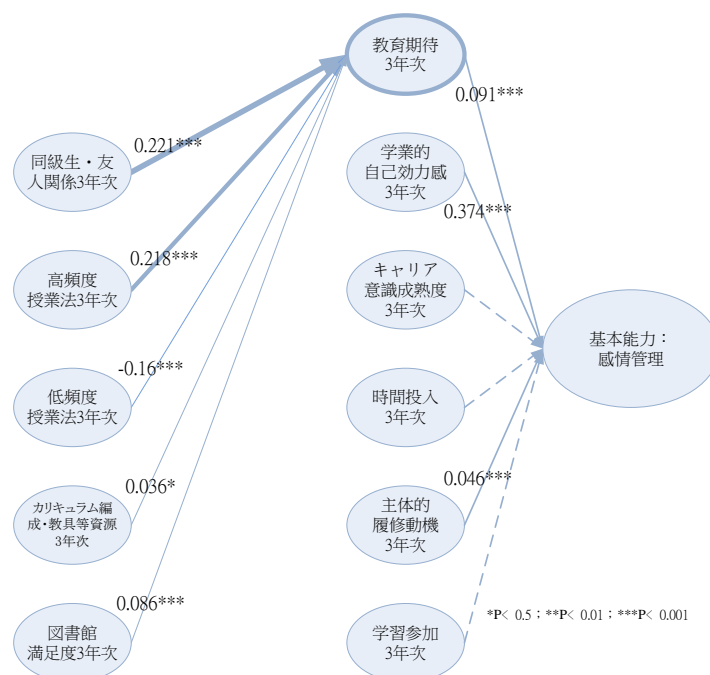 教育期待
3年次
0.091***
0.221***
同級生・友
人関係3年次
学業的
自己効力感
3年次
0.374***
0.218***
高頻度
授業法3年次
キャリア
意識成熟度
3年次
基本能力：
感情管理
-0.16***
低頻度
授業法3年次
時間投入
3年次
0.036*
カリキュラム編
成・教具等資源
3年次
0.046***
主体的
履修動機
3年次
0.086***
図書館
満足度3年次
学習参加
3年次
*P< 0.5；**P< 0.01；***P< 0.001